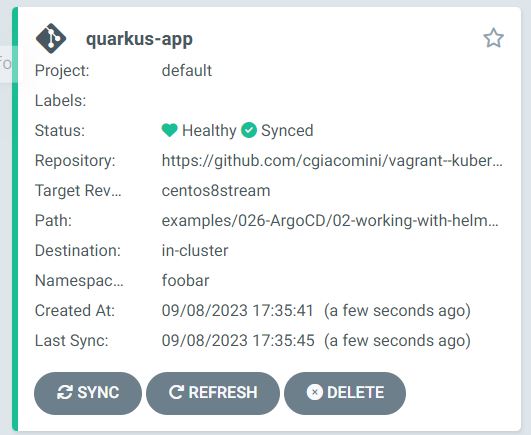 quarkus-app
fo
Project: default
Labels:
Status: Healthy Synced
Repository: https://github.com/cgiacomini/vagrant--kuber...
Target Rev... centos8stream
Path: examples/026-ArgoCD/02-working-with-helm...
Destination: in-cluster
Namespac... foobar
Created At: 09/08/2023 17:35:41 (a few seconds ago)
Last Sync: 09/08/2023 17:35:45 (a few seconds ago)
SYNC REFRESH DELETE